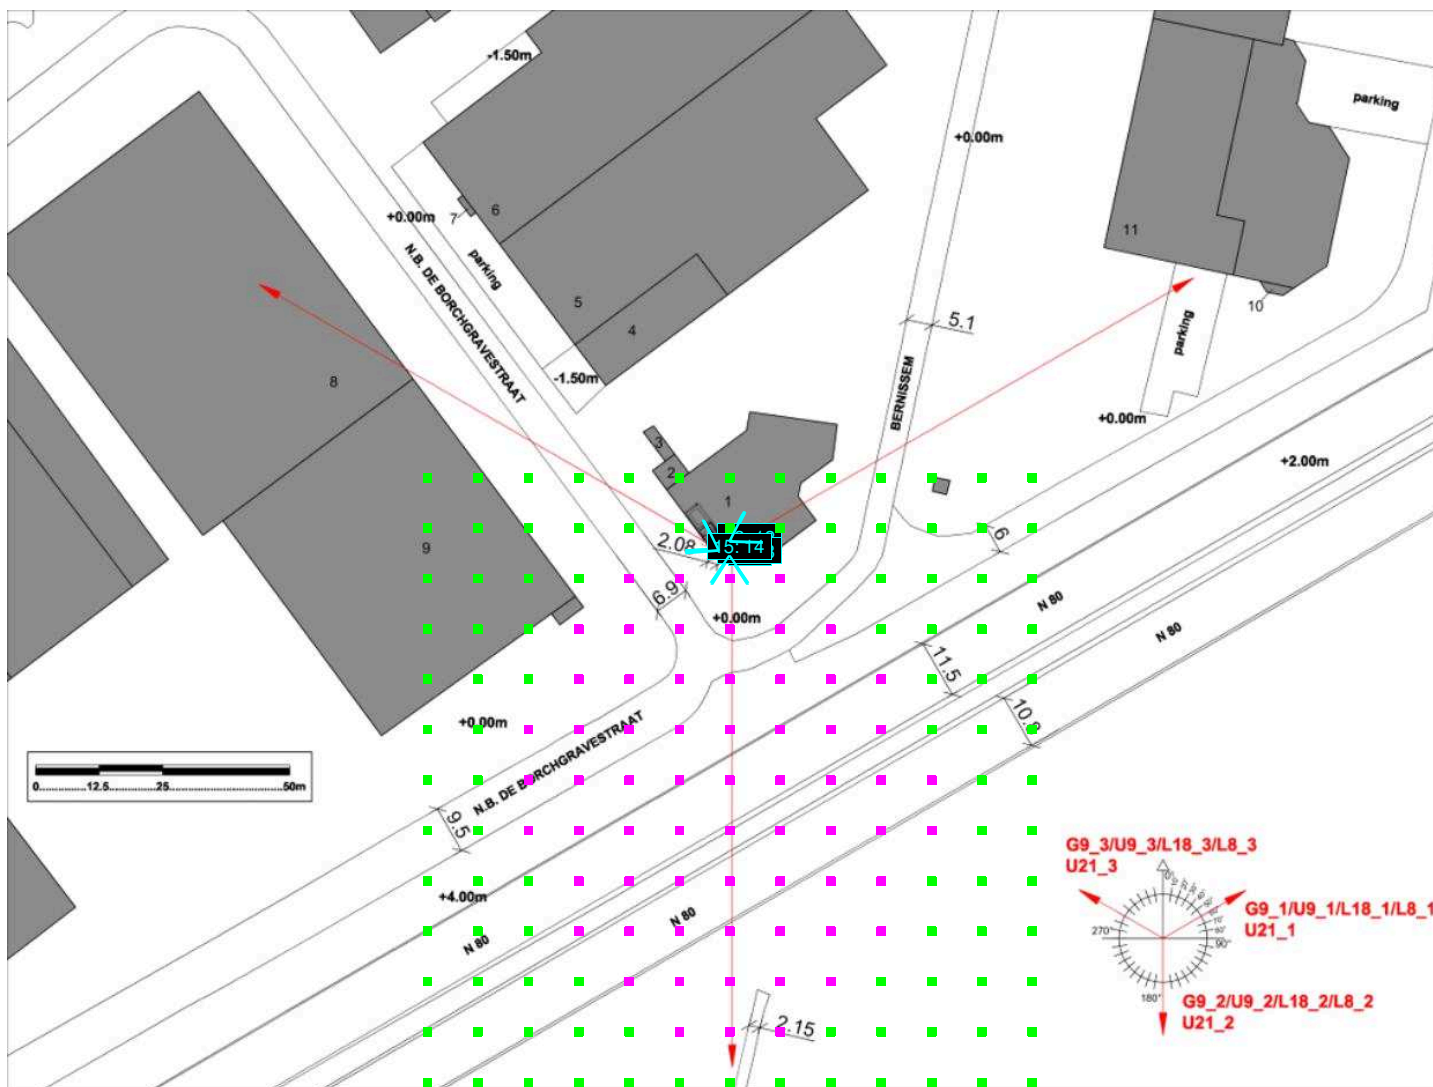 -1.50m
parking
+0.00m
+0.00m
7
6
11
parking
N.B. DE BORCHGRAVESTRAAT
5
4
10
5.1
parking
8
-1.50m
BERNISSEM
+0.00m
3
+2.00m
2
1
9
2.08
15. 14
6
6.9
+0.00m
N 80
N 80
11.5
+0.00m
10.8
N.B. DE BORCHGRAVESTRAAT
0
12.5
25
50m
9.5
+4.00m
N 80
N 80
G9_3/U9_3/L18_3/L8_3
U21_3
G9_1/U9_1/L18_1/L8_1
U21_1
270°
90°
180°
G9_2/U9_2/L18_2/L8_2
U21_2
2.15